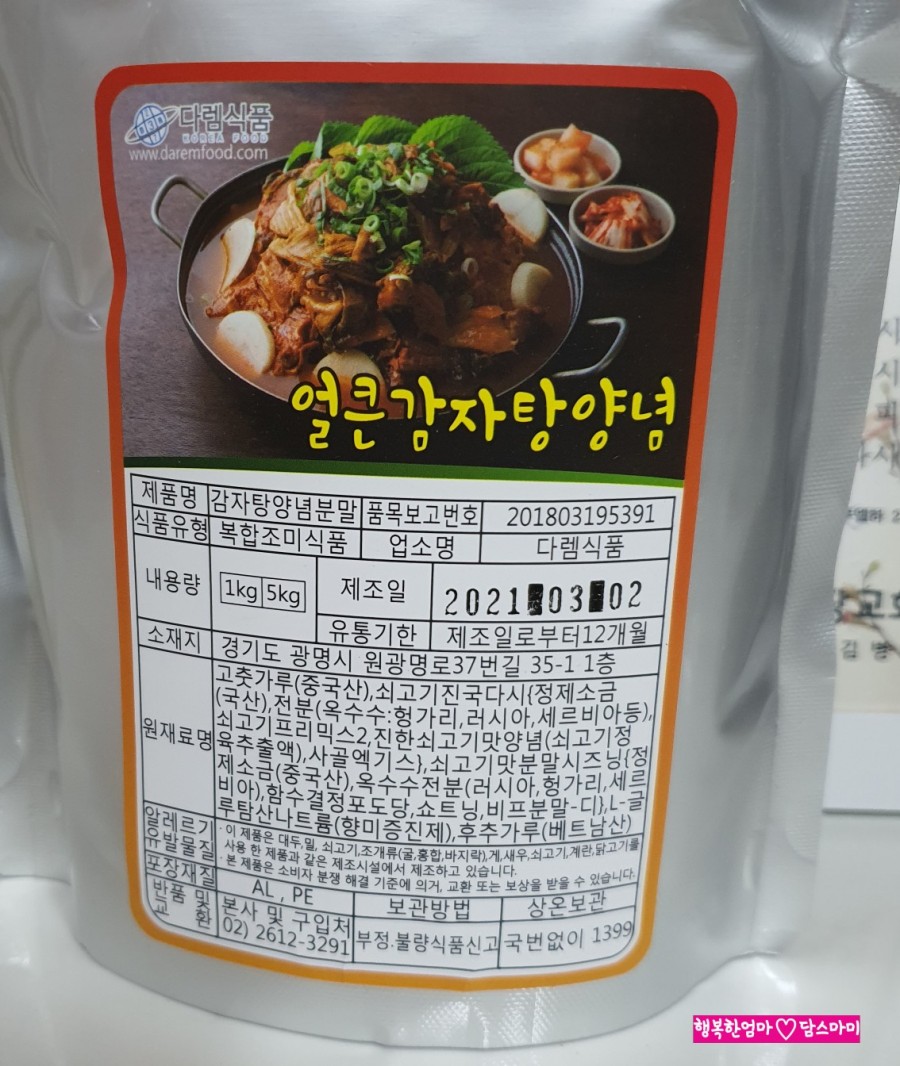 다렘식품
KOREA FOOD
www.daremfood.com
얼큰감자탕양념
제품명 감자탕양념분말 품목보고번호 201803195391
식품유형 복합조미식품 업소명 다렘식품
내용량 1kg 5kg 제조일 2021 03 02
유통기한 제조일로부터12개월
소재지 경기도 광명시 원광명로37번길 35-1 1층
원재료명 고춧가루(중국산),쇠고기진국다시{정제소금
(국산),전분(옥수수:헝가리,러시아,세르비아등),
쇠고기프리믹스2,진한쇠고기맛양념(쇠고기정
육추출액),사골엑기스},쇠고기맛분말시즈닝{정
제소금(중국산),옥수수전분(러시아,헝가리,세르
비아),함수결정포도당,쇼트닝,비프분말-디},L-글
루탐산나트륨(향미증진제),후추가루(베트남산)
알레르기
유발물질
· 이 제품은 대두,밀, 쇠고기,조개류(굴,홍합,바지락),게,새우,쇠고기,계란,닭고기를
사용 한 제품과 같은 제조시설에서 제조하고 있습니다.
· 본 제품은 소비자 분쟁 해결 기준에 의거, 교환 또는 보상을 받을 수 있습니다.
포장재질 AL , PE 보관방법 상온보관
반품 및
교 환
본사 및 구입처
02) 2612-3291
부정.불량식품신고 국번없이 1399
행복한엄마♡담스마미